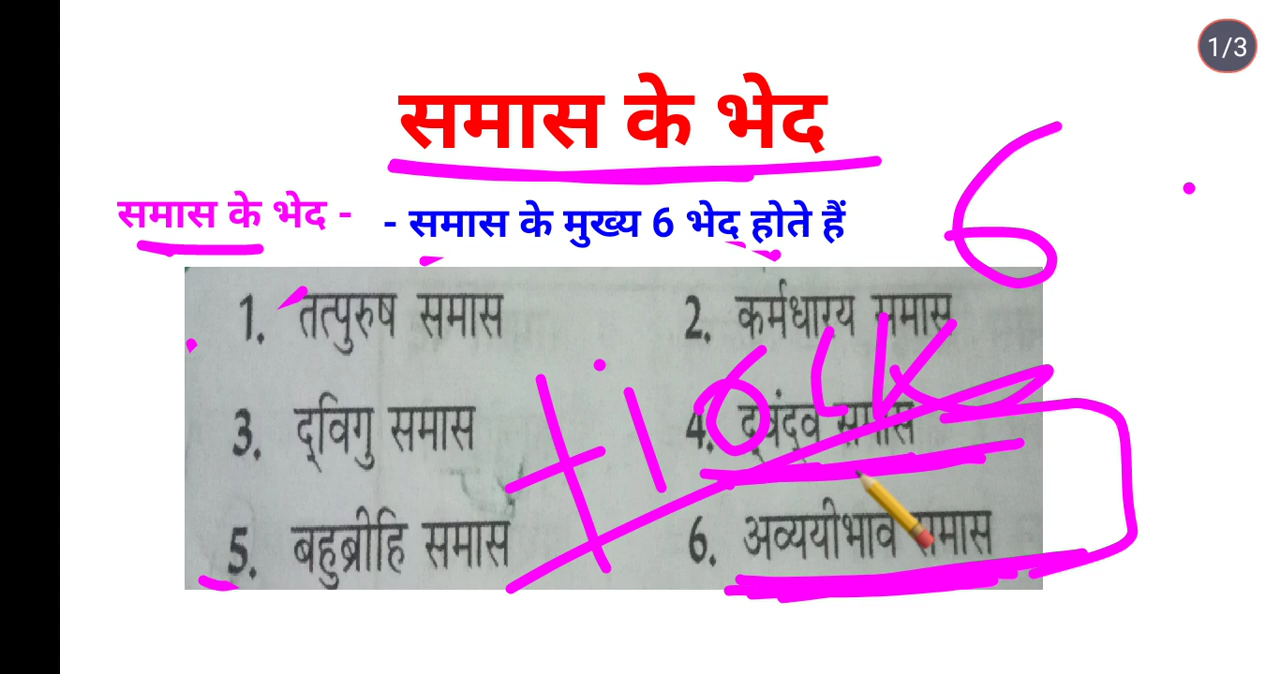 1/3
समास के भेद
समास के भेद - - समास के मुख्य 6 भेद होते हैं
6
1. तत्पुरुष समास 2. कर्मधारय समास
3. द्‌विगु समास 4. द्‌वंद्‌व समास
5. बहुब्रीहि समास 6. अव्ययीभाव समास